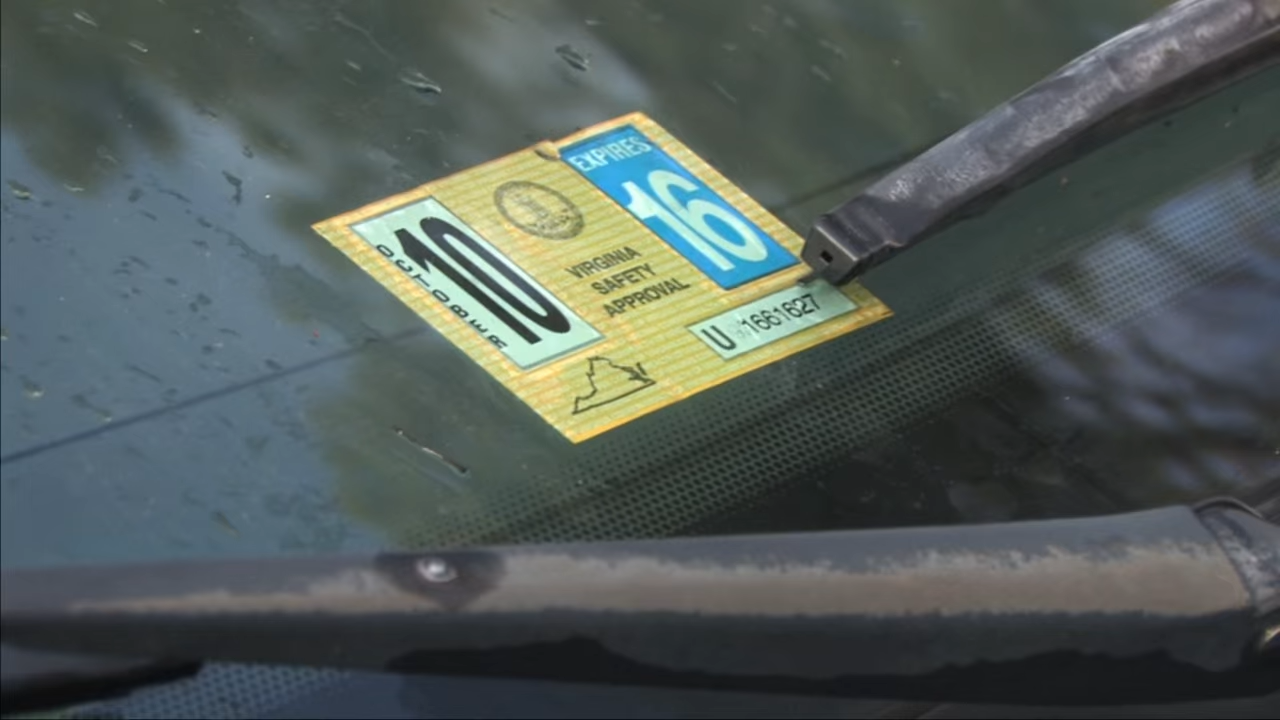 OCTOBER
10
VIRGINIA
SAFETY
APPROVAL
EXPIRES
16
U 1661627